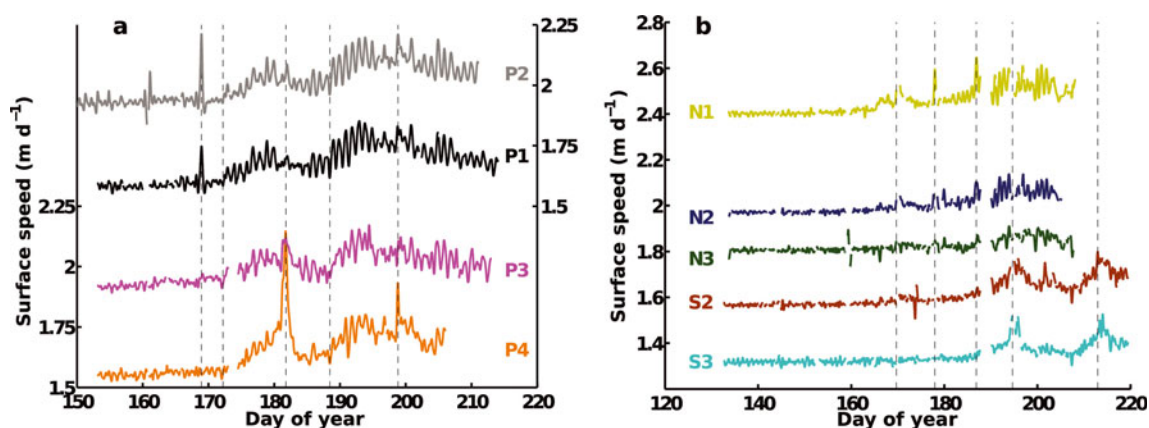 a
2.25
P2
2
P1
1.75
1.5
Surface speed (m d⁻¹)
2.25
P3
2
P4
1.75
1.5
150 160 170 180 190 200 210 220
Day of year
b
Surface speed (m d⁻¹)
2.8
2.6
N1
2.4
2.2
N2
2
N3
1.8
S2
1.6
S3
1.4
120 140 160 180 200 220
Day of year